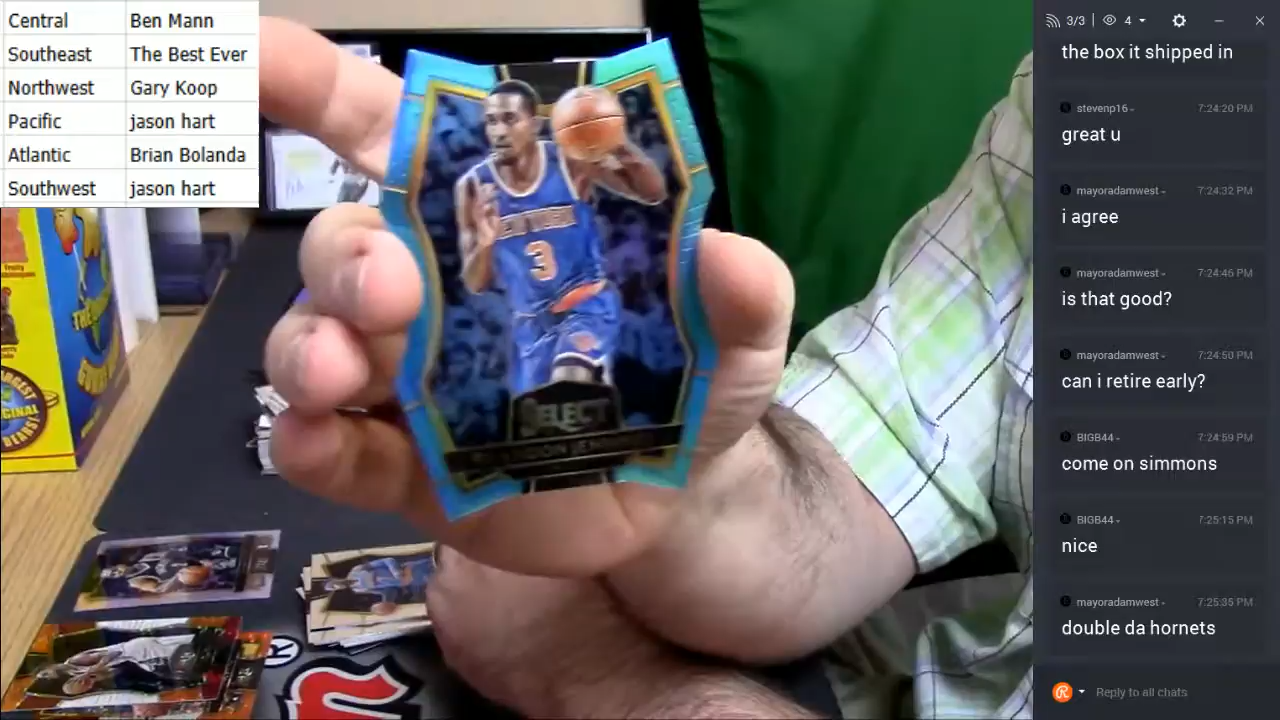 Central Ben Mann
Southeast The Best Ever
Northwest Gary Koop
Pacific jason hart
Atlantic Brian Bolanda
Southwest jason hart
NEW YORK
3
SELECT
3/3 4
the box it shipped in
stevenp16 7:24:20 PM
great u
mayoradamwest 7:24:32 PM
i agree
mayoradamwest 7:24:46 PM
is that good?
mayoradamwest 7:24:50 PM
can i retire early?
BIGB44 7:24:59 PM
come on simmons
BIGB44 7:25:15 PM
nice
mayoradamwest 7:25:35 PM
double da hornets
Reply to all chats